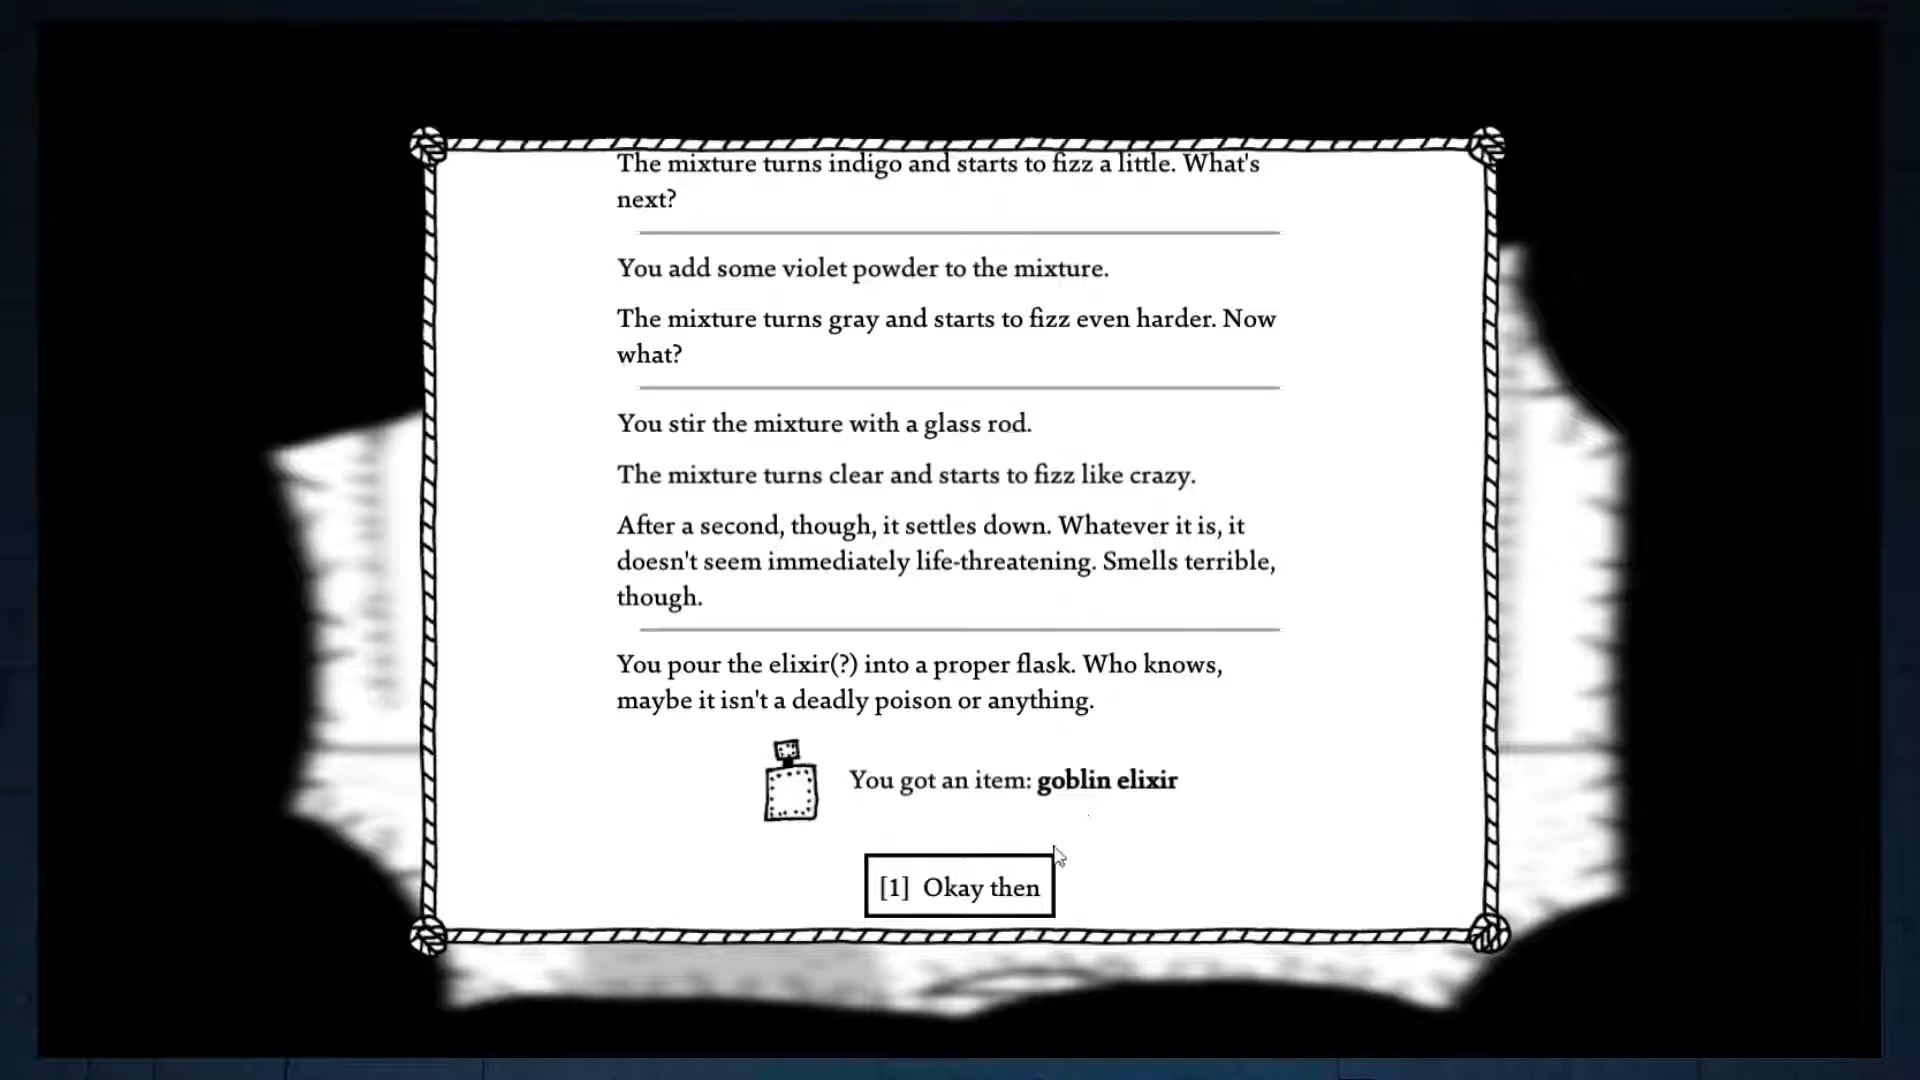 The mixture turns indigo and starts to fizz a little. What's
next?
You add some violet powder to the mixture.
The mixture turns gray and starts to fizz even harder. Now
what?
You stir the mixture with a glass rod.
The mixture turns clear and starts to fizz like crazy.
After a second, though, it settles down. Whatever it is, it
doesn't seem immediately life-threatening. Smells terrible,
though.
You pour the elixir(?) into a proper flask. Who knows,
maybe it isn't a deadly poison or anything.
You got an item: goblin elixir
[1] Okay then